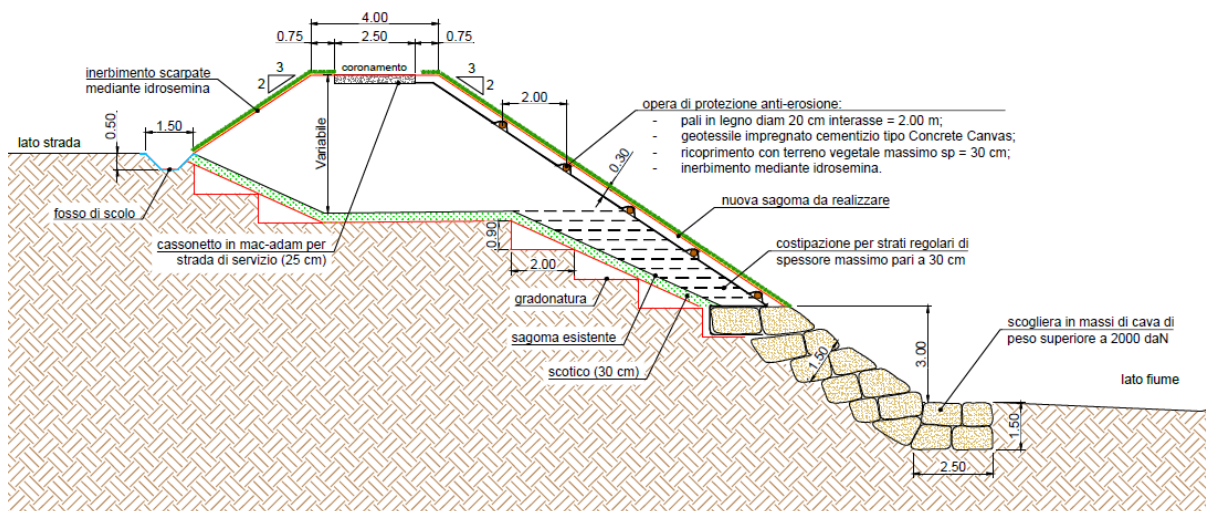 4.00
0.75
2.50
0.75
coronamento
3
2
3
2
inerbimento scarpate
mediante idrosemina
2.00
opera di protezione anti-erosione:
- pali in legno diam 20 cm interasse = 2.00 m;
- geotessile impregnato cementizio tipo Concrete Canvas;
- ricoprimento con terreno vegetale massimo sp = 30 cm;
- inerbimento mediante idrosemina.
0.50
1.50
lato strada
Variabile
0.30
fosso di scolo
nuova sagoma da realizzare
cassonetto in mac-adam per
strada di servizio (25 cm)
0.90
2.00
costipazione per strati regolari di
spessore massimo pari a 30 cm
gradonatura
sagoma esistente
scotico (30 cm)
1.50
3.00
scogliera in massi di cava di
peso superiore a 2000 daN
lato fiume
1.50
2.50